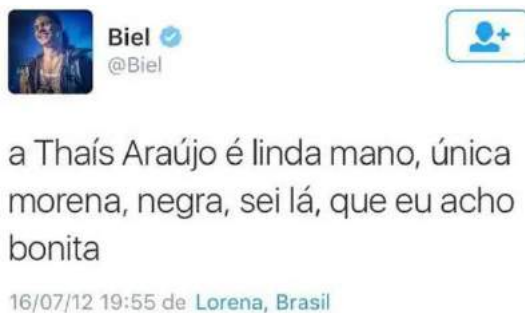 Biel
@Biel
a Thaís Araújo é linda mano, única
morena, negra, sei lá, que eu acho
bonita
16/07/12 19:55 de Lorena, Brasil